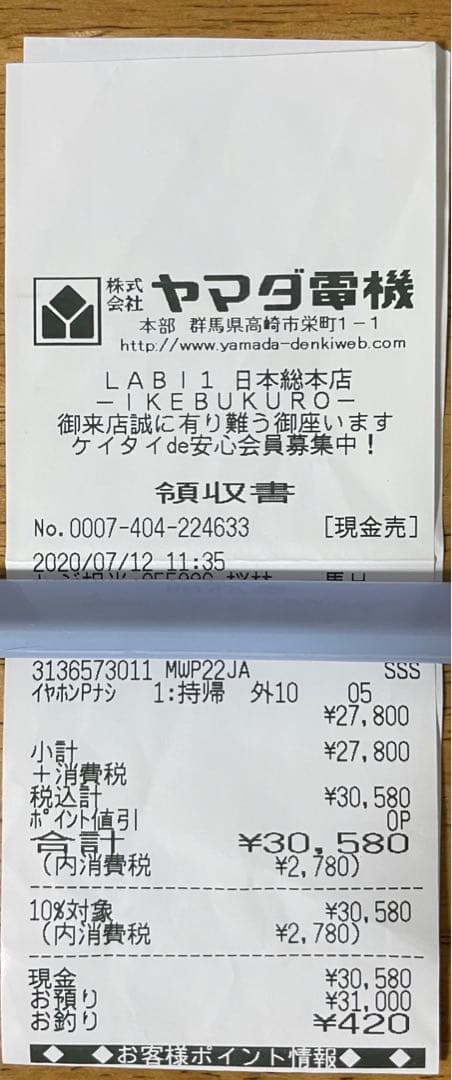 株式会社 ヤマダ電機
本部 群馬県高崎市栄町1-1
http://www.yamada-denkiweb.com
LABI1 日本総本店
-IKEBUKURO-
御来店誠に有り難う御座います
ケイタイde安心会員募集中!
領収書
No.0007-404-224633 [現金売]
2020/07/12 11:35
3136573011 MWP22JA SSS
イヤホンPナシ 1:持帰 外10 05
¥27,800
小計 ¥27,800
+消費税
税込計 ¥30,580
ポイント値引 0P
合計 ¥30,580
(内消費税 ¥2,780)
10%対象 ¥30,580
(内消費税 ¥2,780)
現金 ¥30,580
お預り ¥31,000
お釣り ¥420
◆ ◆お客様ポイント情報◆ ◆